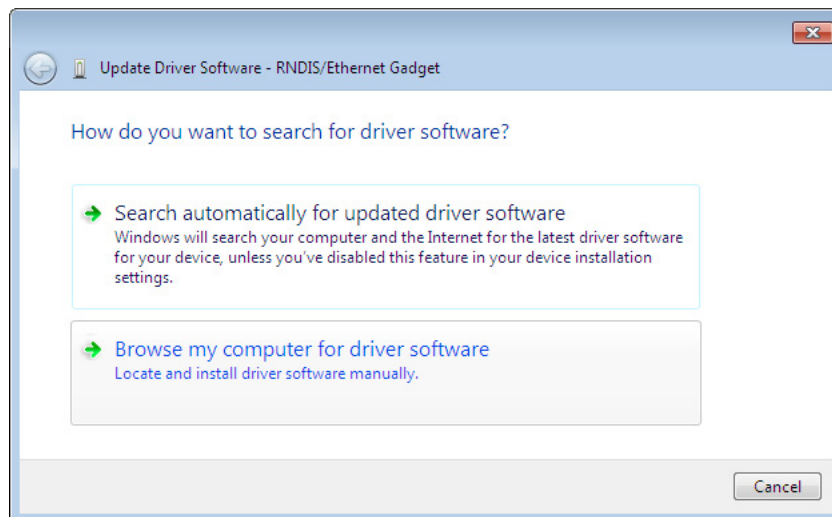 Update Driver Software - RNDIS/Ethernet Gadget
How do you want to search for driver software?
Search automatically for updated driver software
Windows will search your computer and the Internet for the latest driver software
for your device, unless you've disabled this feature in your device installation
settings.
Browse my computer for driver software
Locate and install driver software manually.
Cancel